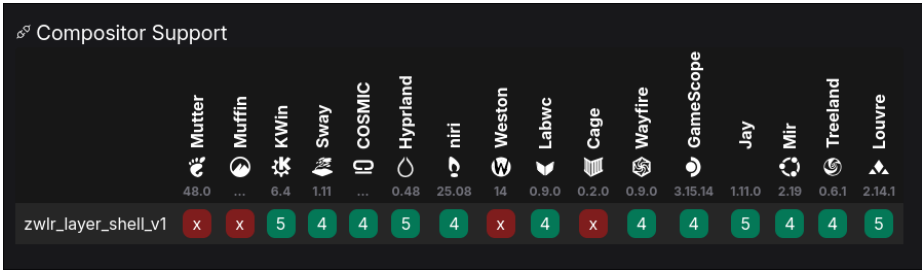 Compositor Support
Mutter Muffin KWin Sway COSMIC Hyprland niri Weston Labwc Cage Wayfire GameScope Jay Mir Treeland Louvre
48.0 ... 6.4 1.11 ... 0.48 25.08 14 0.9.0 0.2.0 0.9.0 3.15.14 1.11.0 2.19 0.6.1 2.14.1
zwlr_layer_shell_v1 x x 5 4 4 5 4 x 4 x 4 4 5 4 4 5